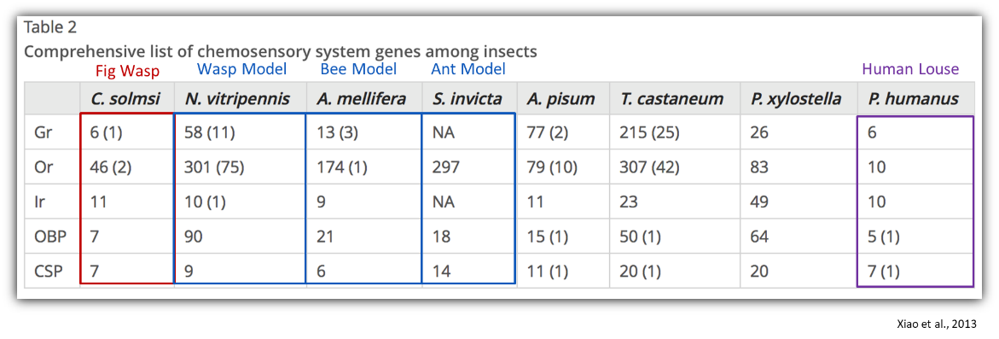 Table 2
Comprehensive list of chemosensory system genes among insects
Fig Wasp Wasp Model Bee Model Ant Model Human Louse
C. solmsi N. vitripennis A. mellifera S. invicta A. pisum T. castaneum P. xylostella P. humanus
Gr 6 (1) 58 (11) 13 (3) NA 77 (2) 215 (25) 26 6
Or 46 (2) 301 (75) 174 (1) 297 79 (10) 307 (42) 83 10
Ir 11 10 (1) 9 NA 11 23 49 10
OBP 7 90 21 18 15 (1) 50 (1) 64 5 (1)
CSP 7 9 6 14 11 (1) 20 (1) 20 7 (1)
Xiao et al., 2013